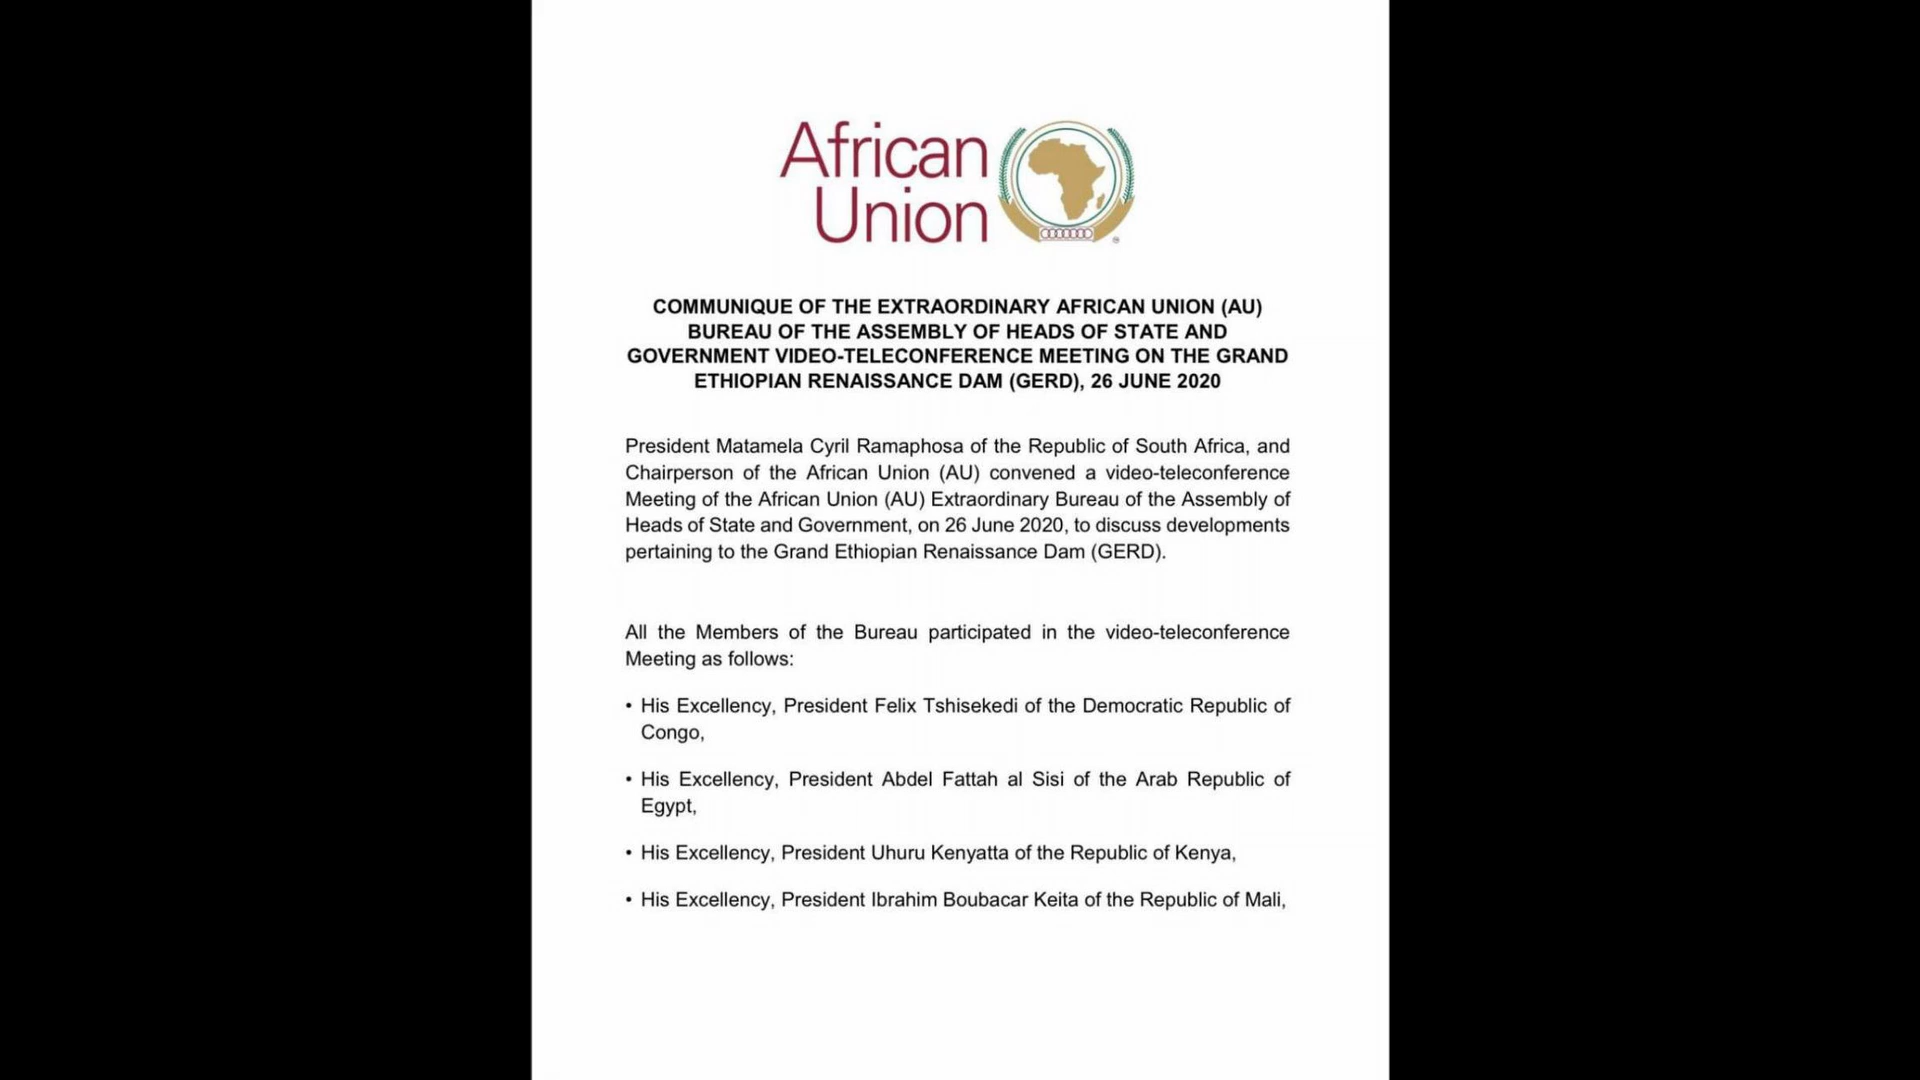 African
Union
COMMUNIQUE OF THE EXTRAORDINARY AFRICAN UNION (AU)
BUREAU OF THE ASSEMBLY OF HEADS OF STATE AND
GOVERNMENT VIDEO-TELECONFERENCE MEETING ON THE GRAND
ETHIOPIAN RENAISSANCE DAM (GERD), 26 JUNE 2020
President Matamela Cyril Ramaphosa of the Republic of South Africa, and
Chairperson of the African Union (AU) convened a video-teleconference
Meeting of the African Union (AU) Extraordinary Bureau of the Assembly of
Heads of State and Government, on 26 June 2020, to discuss developments
pertaining to the Grand Ethiopian Renaissance Dam (GERD).
All the Members of the Bureau participated in the video-teleconference
Meeting as follows:
• His Excellency, President Felix Tshisekedi of the Democratic Republic of
Congo,
• His Excellency, President Abdel Fattah al Sisi of the Arab Republic of
Egypt,
• His Excellency, President Uhuru Kenyatta of the Republic of Kenya,
• His Excellency, President Ibrahim Boubacar Keita of the Republic of Mali,